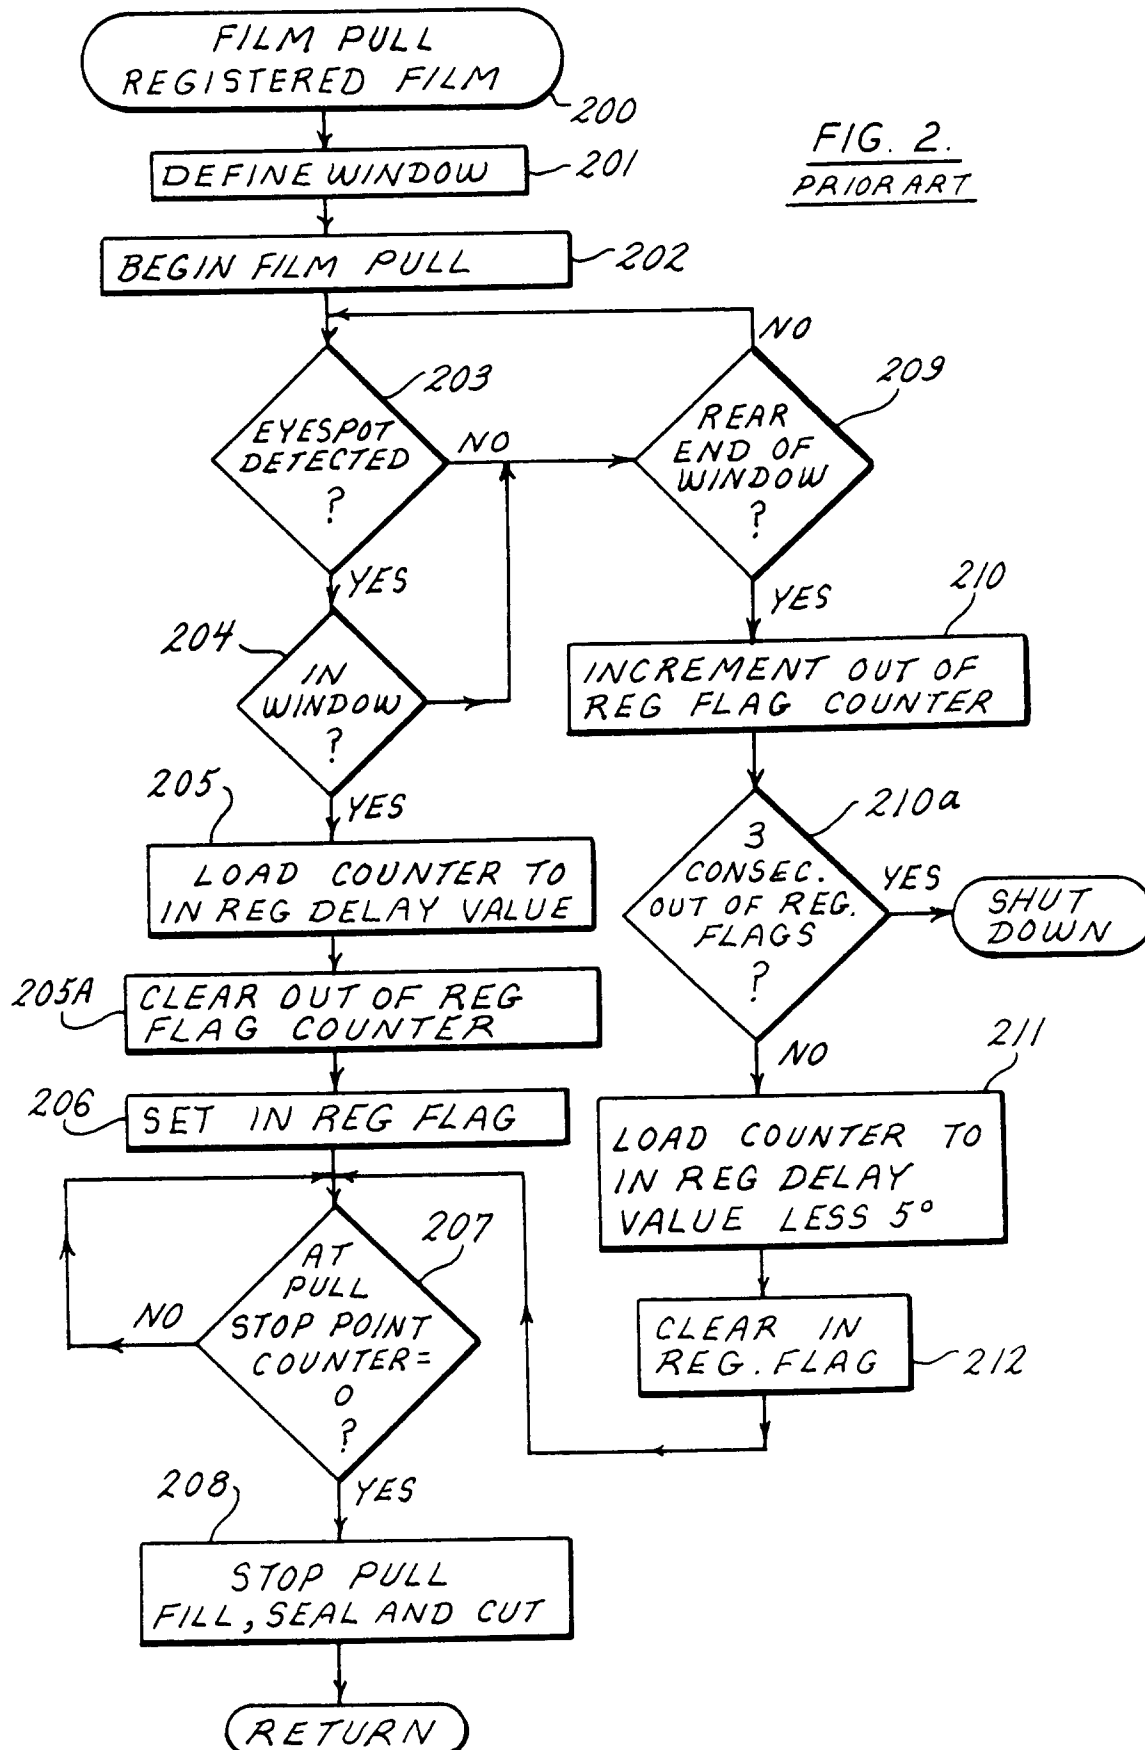 FILM PULL
REGISTERED FILM
200
FIG. 2.
PRIOR ART
DEFINE WINDOW
201
BEGIN FILM PULL
202
NO
203
209
EYESPOT
DETECTED
?
NO
REAR
END OF
WINDOW
?
YES
YES
204
IN
WINDOW
?
210
INCREMENT OUT OF
REG FLAG COUNTER
205
YES
210a
3
CONSEC.
OUT OF REG.
FLAGS
?
YES
SHUT
DOWN
LOAD COUNTER TO
IN REG DELAY VALUE
205A
CLEAR OUT OF REG
FLAG COUNTER
NO
211
206
SET IN REG FLAG
LOAD COUNTER TO
IN REG DELAY
VALUE LESS 5°
207
AT
PULL
STOP POINT
COUNTER=
0
?
NO
CLEAR IN
REG. FLAG
212
208
YES
STOP PULL
FILL, SEAL AND CUT
RETURN